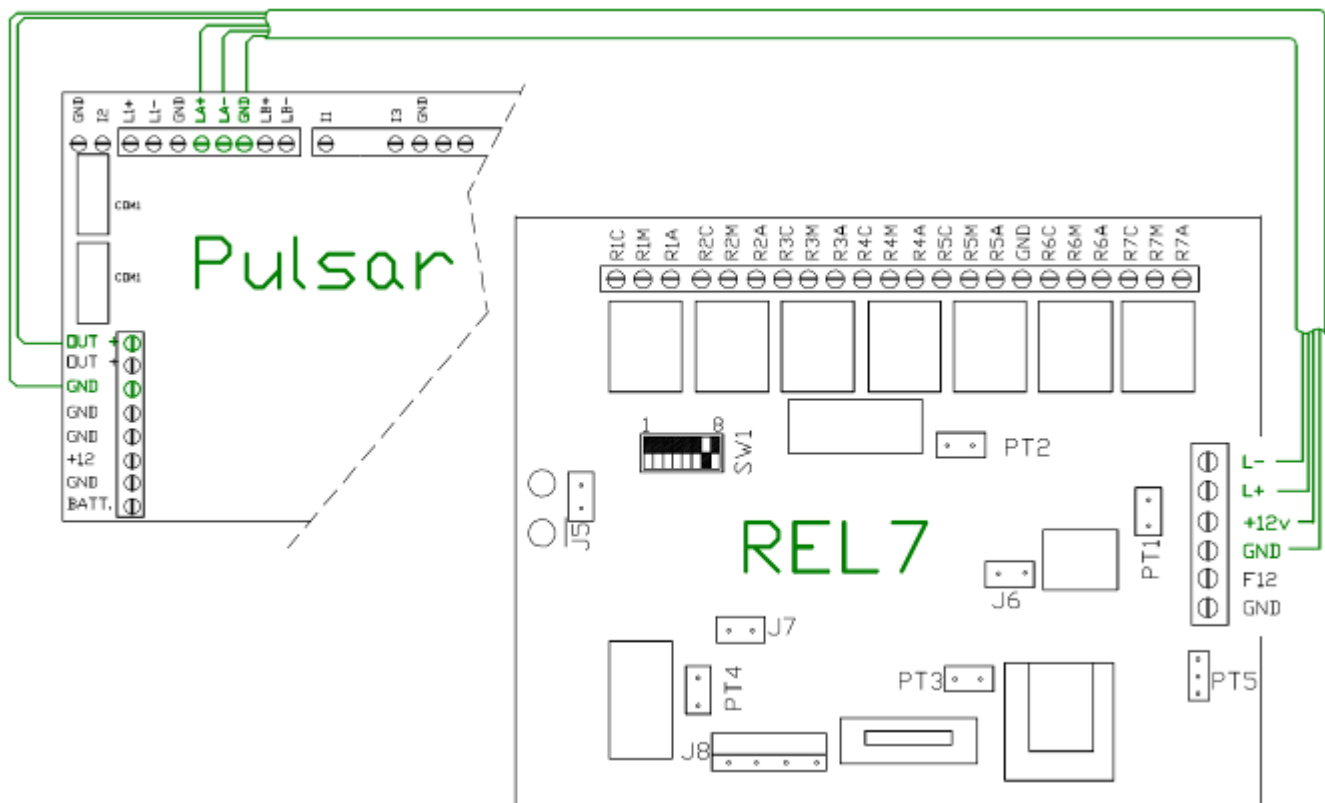 GND I2 L1+ L1- GND LA+ LA- GND LB+ LB- I1 I3 GND
COM1
Pulsar
COM1
OUT +
OUT +
GND
GND
GND
+12
GND
BATT.
R1C R1M R1A R2C R2M R2A R3C R3M R3A R4C R4M R4A R5C R5M R5A GND R6C R6M R6A R7C R7M R7A
1 8
SW1
PT2
J5
REL7
PT1
L-
L+
+12v
GND
F12
GND
J6
J7
PT4
PT3
PT5
J8